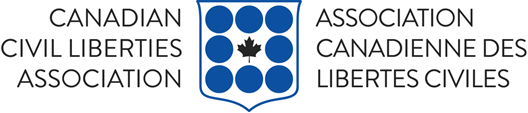 CANADIAN
CIVIL LIBERTIES
ASSOCIATION
ASSOCIATION
CANADIENNE DES
LIBERTES CIVILES